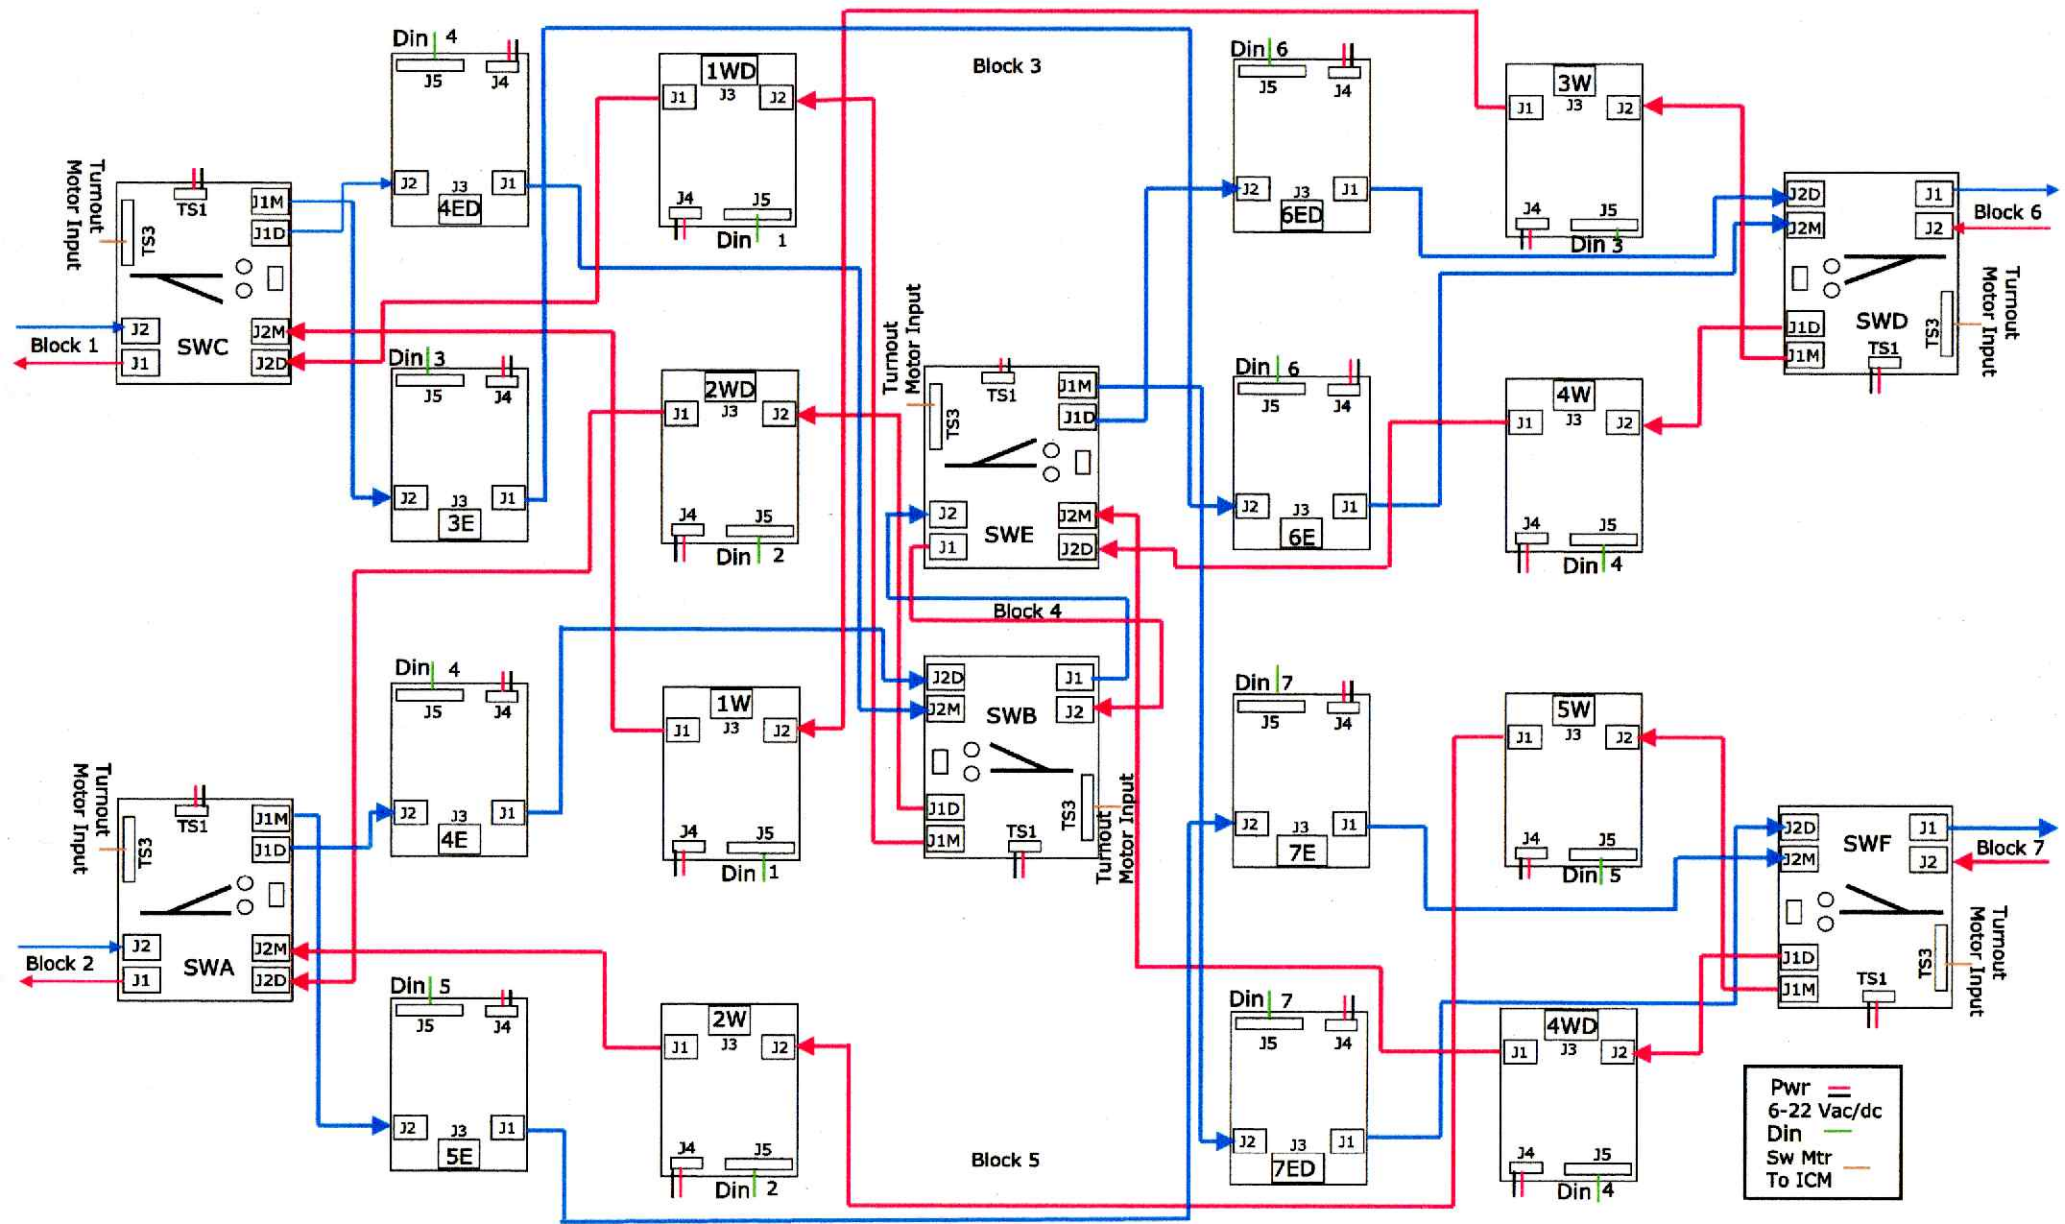 Din 4
J5
J4
J2
J3
J1
4ED
1WD
J1
J3
J2
J4
J5
Din 1
Block 3
Din 6
J5
J4
J2
J3
J1
6ED
3W
J1
J3
J2
J4
J5
Din 3
Turnout
Motor Input
TS1
TS3
J1M
J1D
J2
J2M
SWC
J1
J2D
Block 1
J2D
J1
J2M
J2
Block 6
J1D
SWD
J1M
TS1
TS3
Turnout
Motor Input
Din 3
J5
J4
J2
J3
J1
3E
2WD
J1
J3
J2
J4
J5
Din 2
Turnout
Motor Input
TS1
TS3
J1M
J1D
J2
J2M
SWE
J1
J2D
Block 4
Din 6
J5
J4
J2
J3
J1
6E
4W
J1
J3
J2
J4
J5
Din 4
Din 4
J5
J4
J2
J3
J1
4E
1W
J1
J3
J2
J4
J5
Din 1
J2D
J1
J2M
SWB
J2
J1D
J1M
TS1
TS3
Turnout
Motor Input
Din 7
J5
J4
J2
J3
J1
7E
5W
J1
J3
J2
J4
J5
Din 5
Turnout
Motor Input
TS1
TS3
J1M
J1D
J2
J2M
SWA
J1
J2D
Block 2
J2D
J1
SWF
J2M
J2
Block 7
J1D
J1M
TS1
TS3
Turnout
Motor Input
Din 5
J5
J4
J2
J3
J1
5E
2W
J1
J3
J2
J4
J5
Din 2
Block 5
Din 7
J5
J4
J2
J3
J1
7ED
4WD
J1
J3
J2
J4
J5
Din 4
Pwr
6-22 Vac/dc
Din
Sw Mtr
To ICM